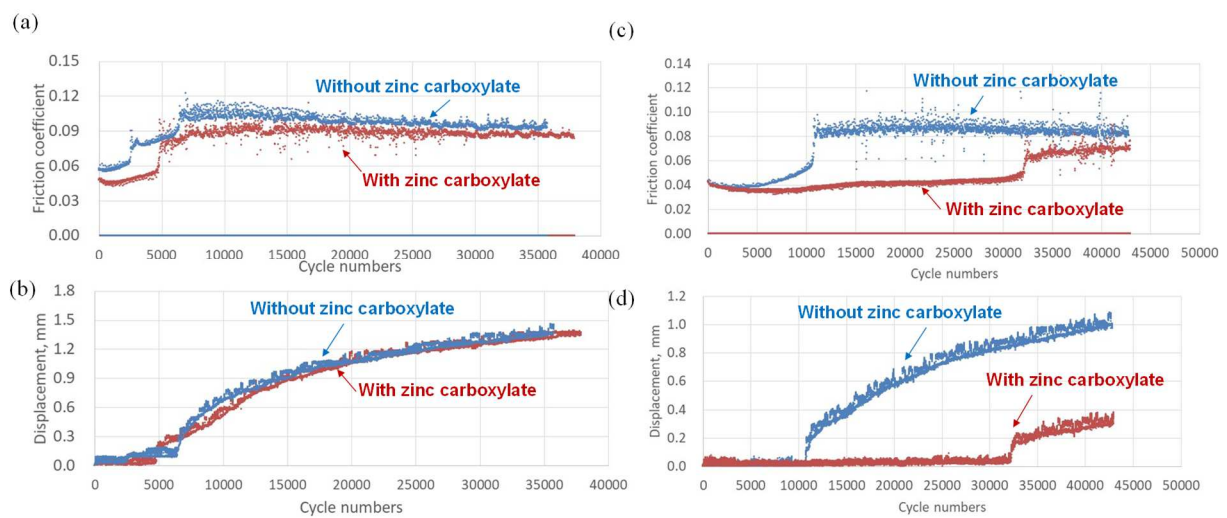 (a)
0.15
0.12
0.09
0.06
0.03
0.00
Friction coefficient
Without zinc carboxylate
With zinc carboxylate
0 5000 10000 15000 20000 25000 30000 35000 40000
Cycle numbers
(b)
1.8
1.5
1.2
0.9
0.6
0.3
0.0
Displacement, mm
Without zinc carboxylate
With zinc carboxylate
0 5000 10000 15000 20000 25000 30000 35000 40000
Cycle numbers
(c)
0.14
0.12
0.10
0.08
0.06
0.04
0.02
0.00
Friction coefficient
Without zinc carboxylate
With zinc carboxylate
0 5000 10000 15000 20000 25000 30000 35000 40000 45000 50000
Cycle numbers
(d)
1.2
1.0
0.8
0.6
0.4
0.2
0.0
Displacement, mm
Without zinc carboxylate
With zinc carboxylate
0 5000 10000 15000 20000 25000 30000 35000 40000 45000 50000
Cycle numbers